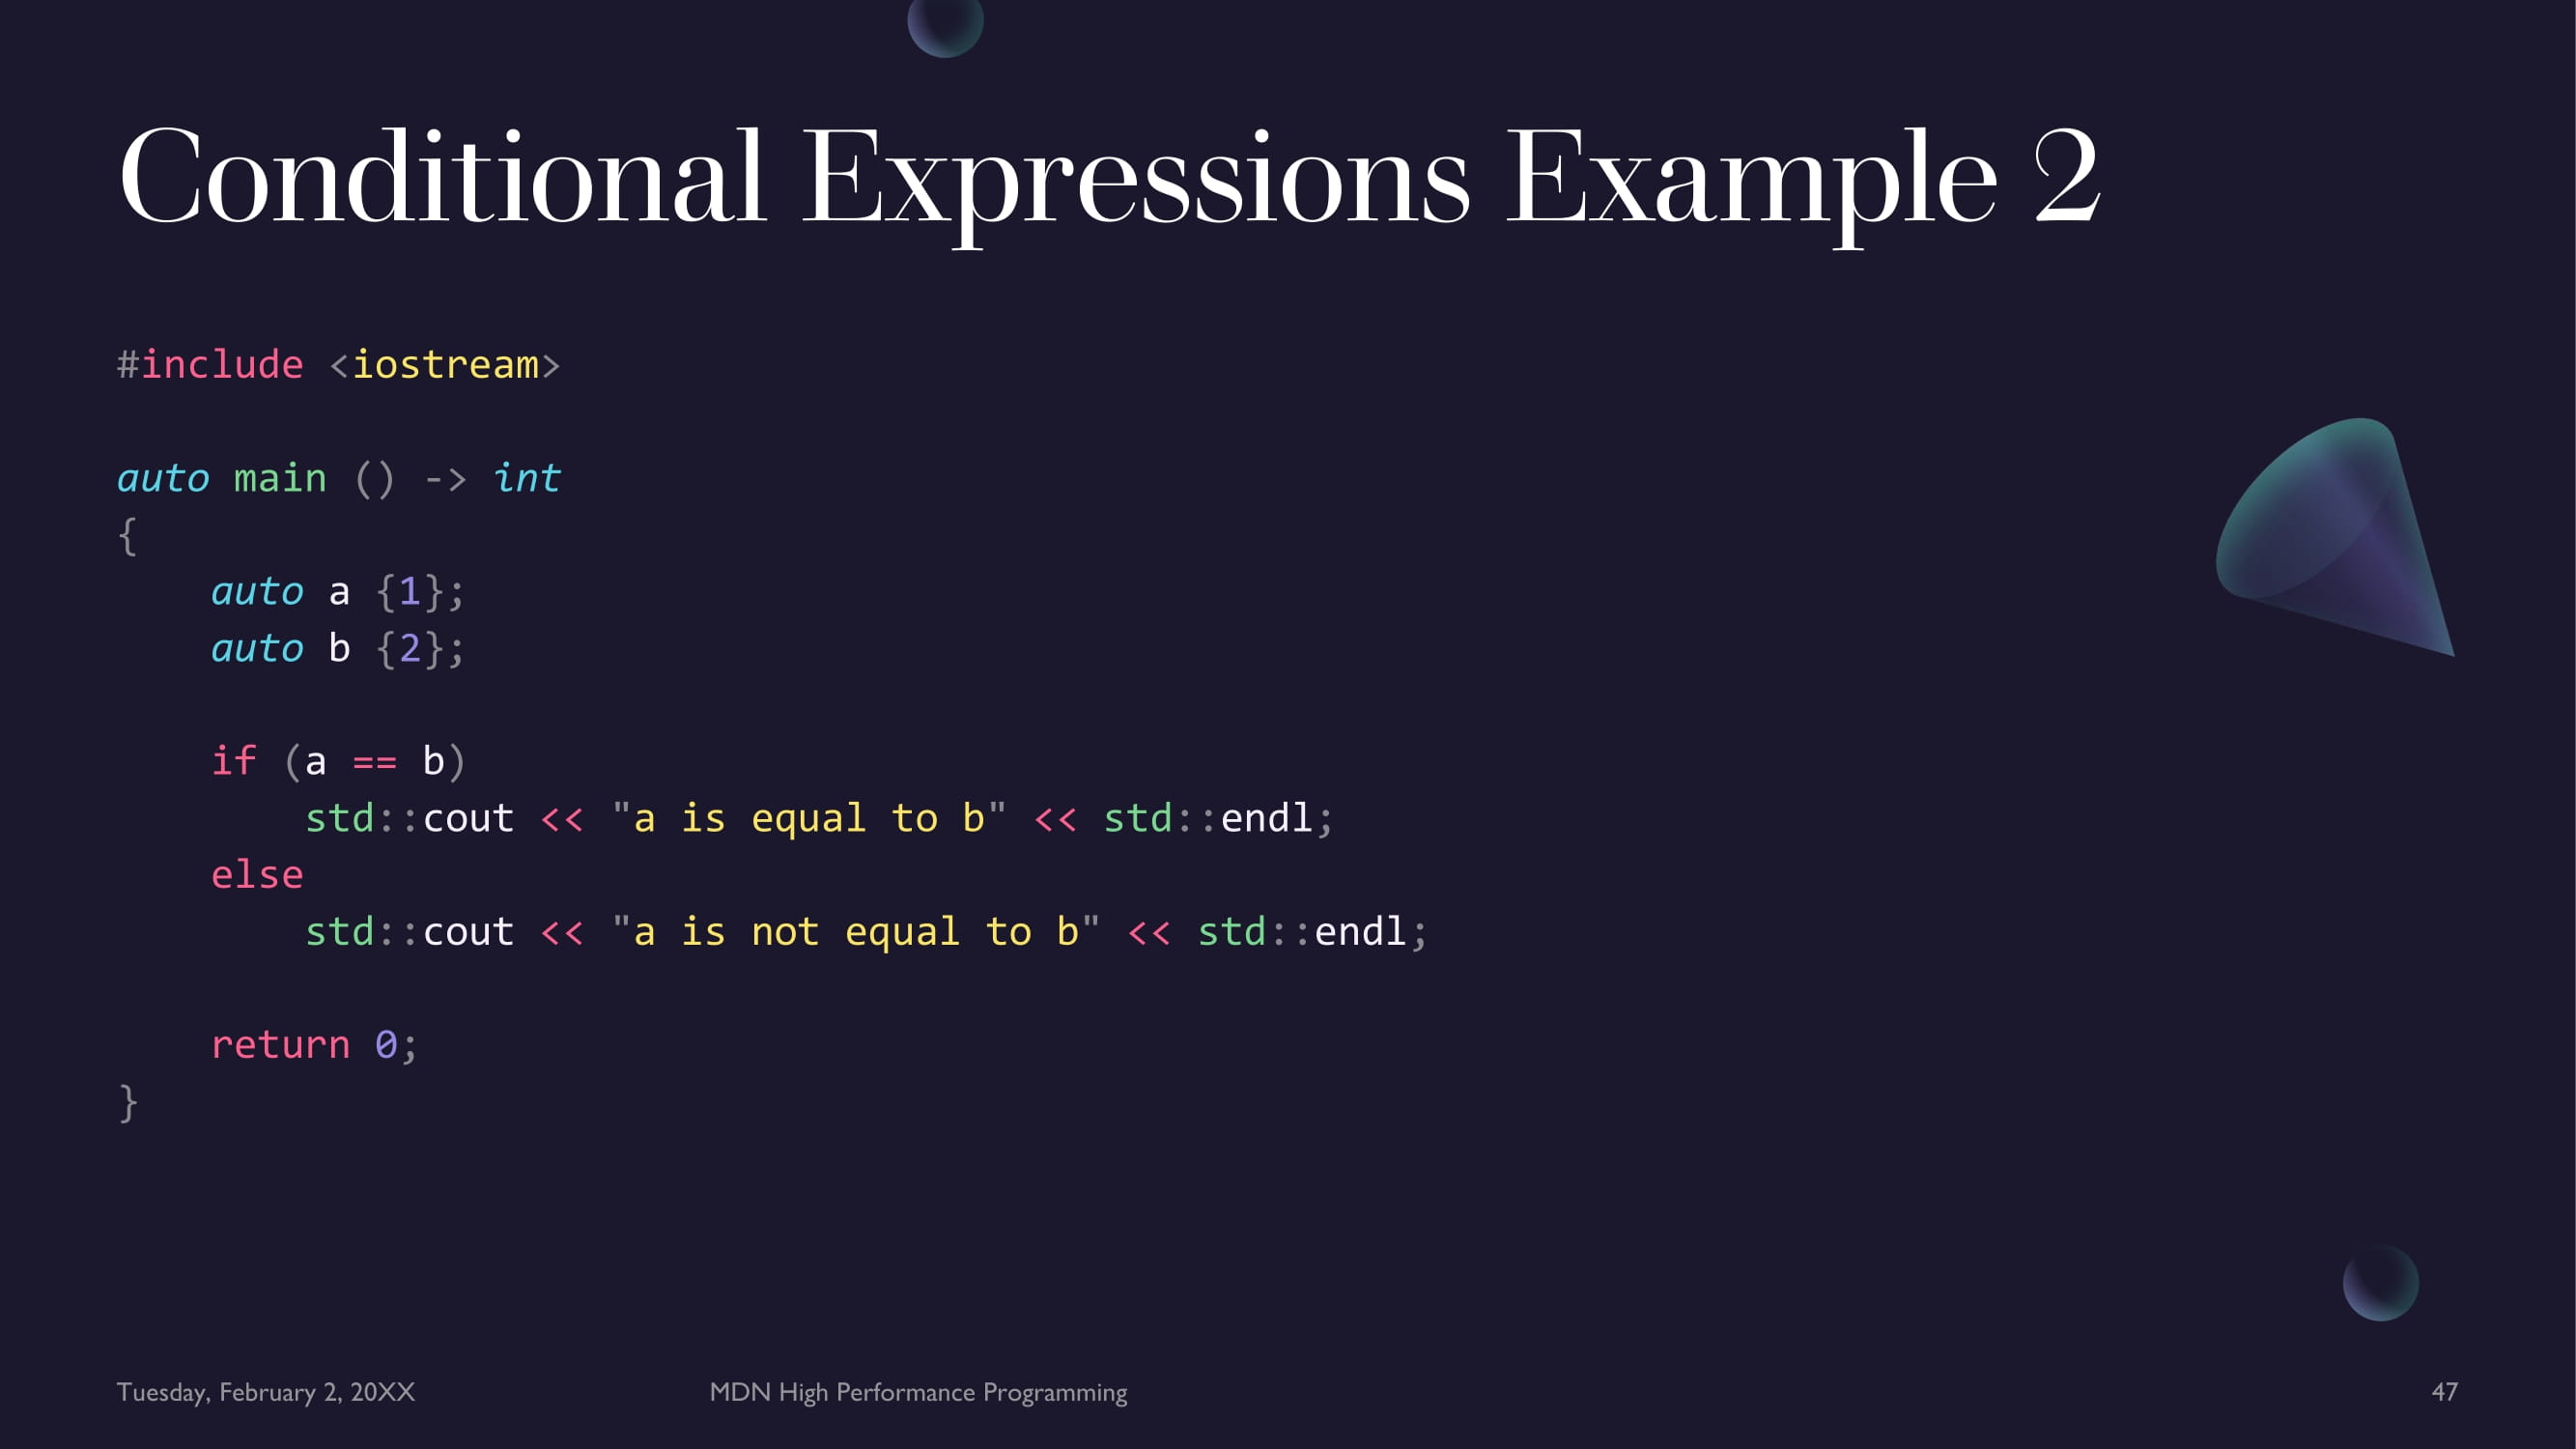 Conditional Expressions Example 2
#include <iostream>
auto main () -> int
{
    auto a {1};
    auto b {2};
    if (a == b)
        std::cout << "a is equal to b" << std::endl;
    else
        std::cout << "a is not equal to b" << std::endl;
    return 0;
}
Tuesday, February 2, 20XX
MDN High Performance Programming
47